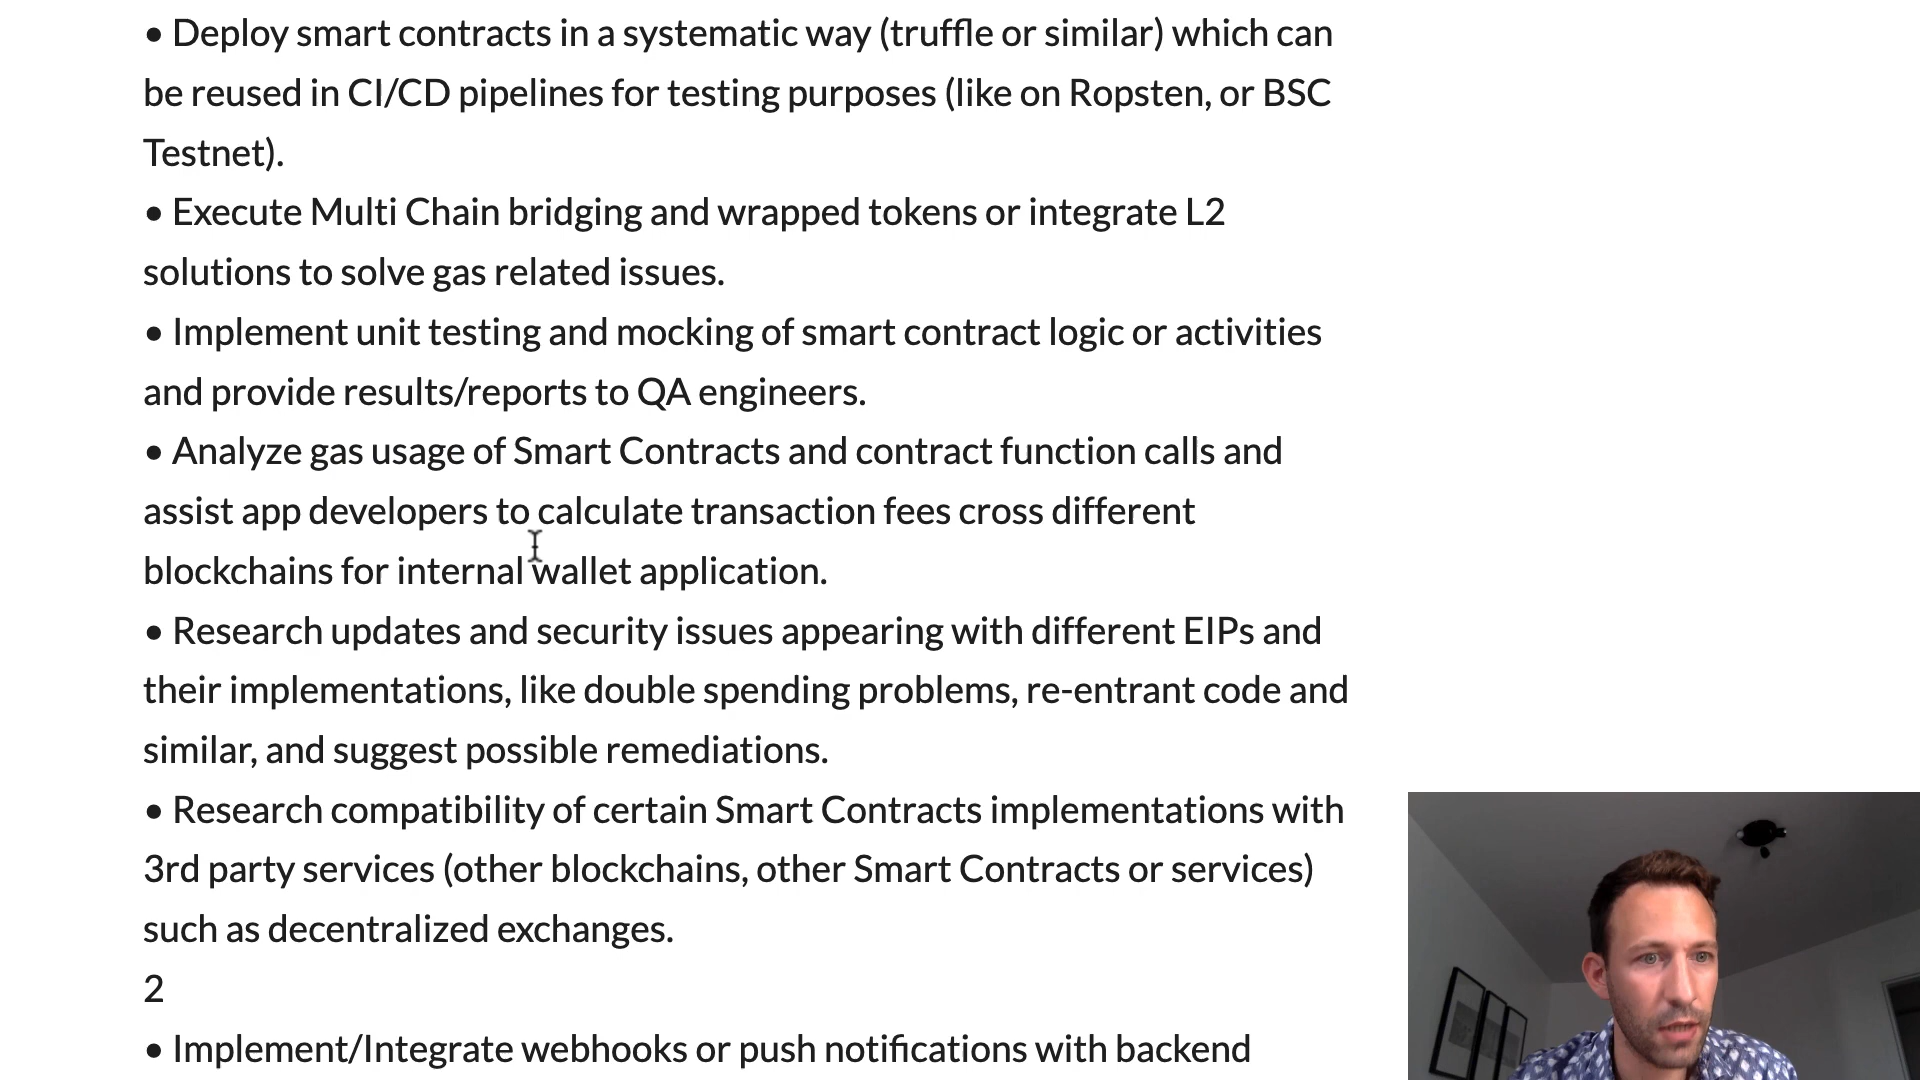 • Deploy smart contracts in a systematic way (truffle or similar) which can
be reused in CI/CD pipelines for testing purposes (like on Ropsten, or BSC
Testnet).
• Execute Multi Chain bridging and wrapped tokens or integrate L2
solutions to solve gas related issues.
• Implement unit testing and mocking of smart contract logic or activities
and provide results/reports to QA engineers.
• Analyze gas usage of Smart Contracts and contract function calls and
assist app developers to calculate transaction fees cross different
blockchains for internal wallet application.
• Research updates and security issues appearing with different EIPs and
their implementations, like double spending problems, re-entrant code and
similar, and suggest possible remediations.
• Research compatibility of certain Smart Contracts implementations with
3rd party services (other blockchains, other Smart Contracts or services)
such as decentralized exchanges.
2
• Implement/Integrate webhooks or push notifications with backend